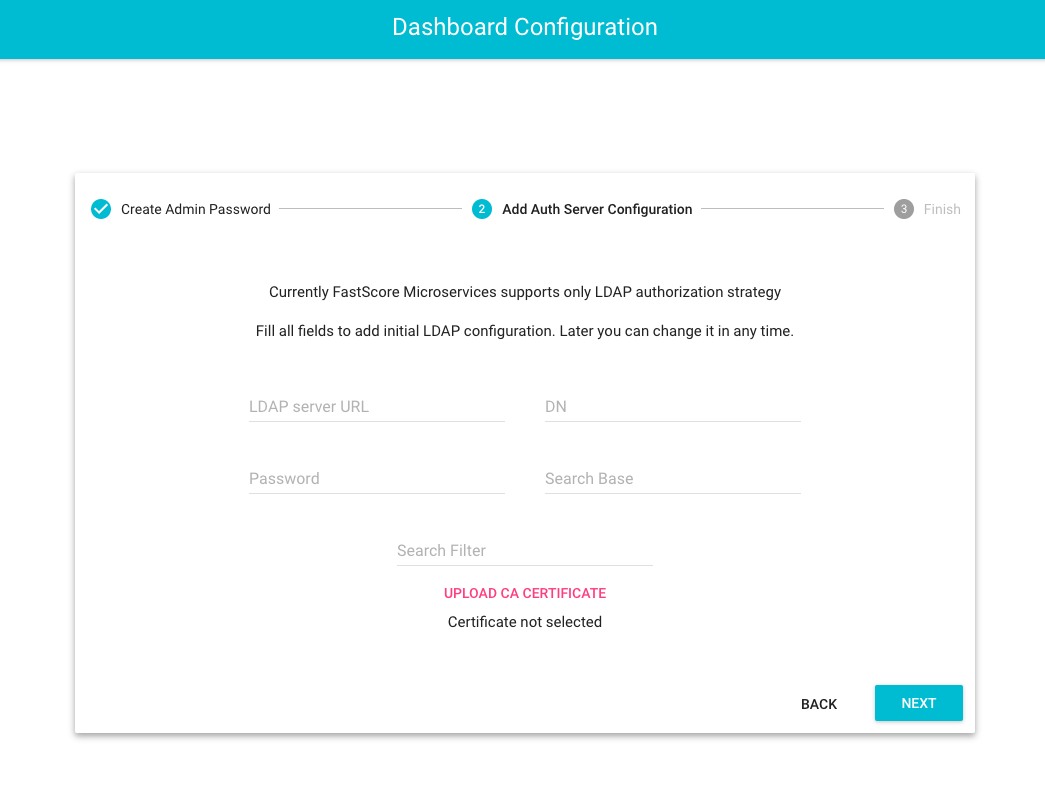 Dashboard Configuration
Create Admin Password
2 Add Auth Server Configuration
3 Finish
Currently FastScore Microservices supports only LDAP authorization strategy
Fill all fields to add initial LDAP configuration. Later you can change it in any time.
LDAP server URL
DN
Password
Search Base
Search Filter
UPLOAD CA CERTIFICATE
Certificate not selected
BACK
NEXT